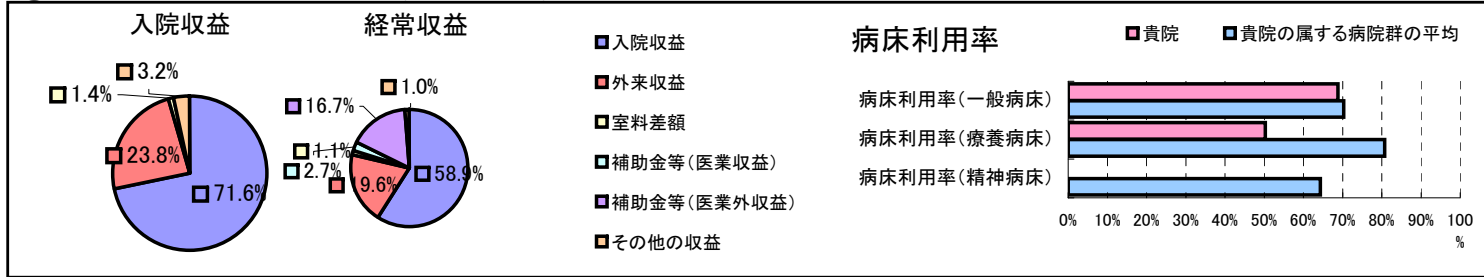 入院収益
経常収益
3.2%
1.4%
23.8%
71.6%
1.0%
16.7%
1.1%
2.7%
19.6%
58.9%
入院収益
外来収益
室料差額
補助金等(医業収益)
補助金等(医業外収益)
その他の収益
病床利用率
貴院
貴院の属する病院群の平均
病床利用率(一般病床)
病床利用率(療養病床)
病床利用率(精神病床)
0% 10% 20% 30% 40% 50% 60% 70% 80% 90% 100
%